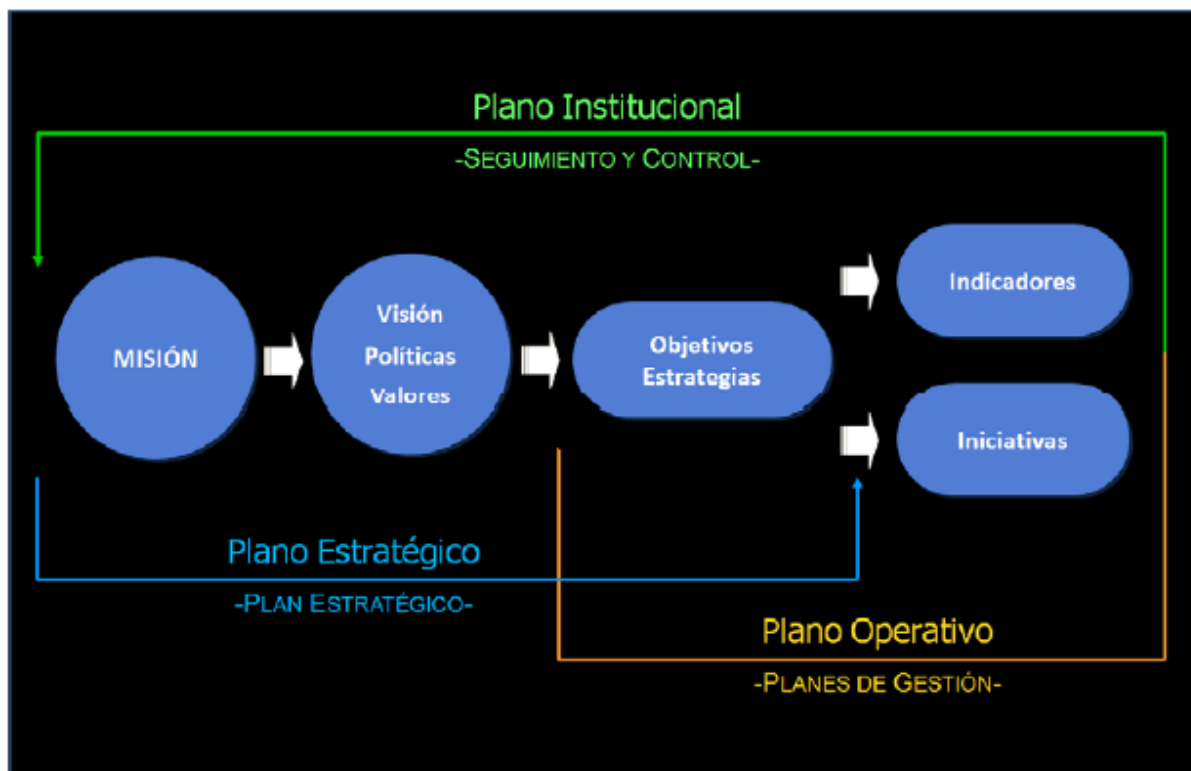 Plano Institucional
-SEGUIMIENTO Y CONTROL-
MISIÓN
Visión
Políticas
Valores
Objetivos
Estrategias
Indicadores
Iniciativas
Plano Estratégico
-PLAN ESTRATÉGICO-
Plano Operativo
-PLANES DE GESTIÓN-